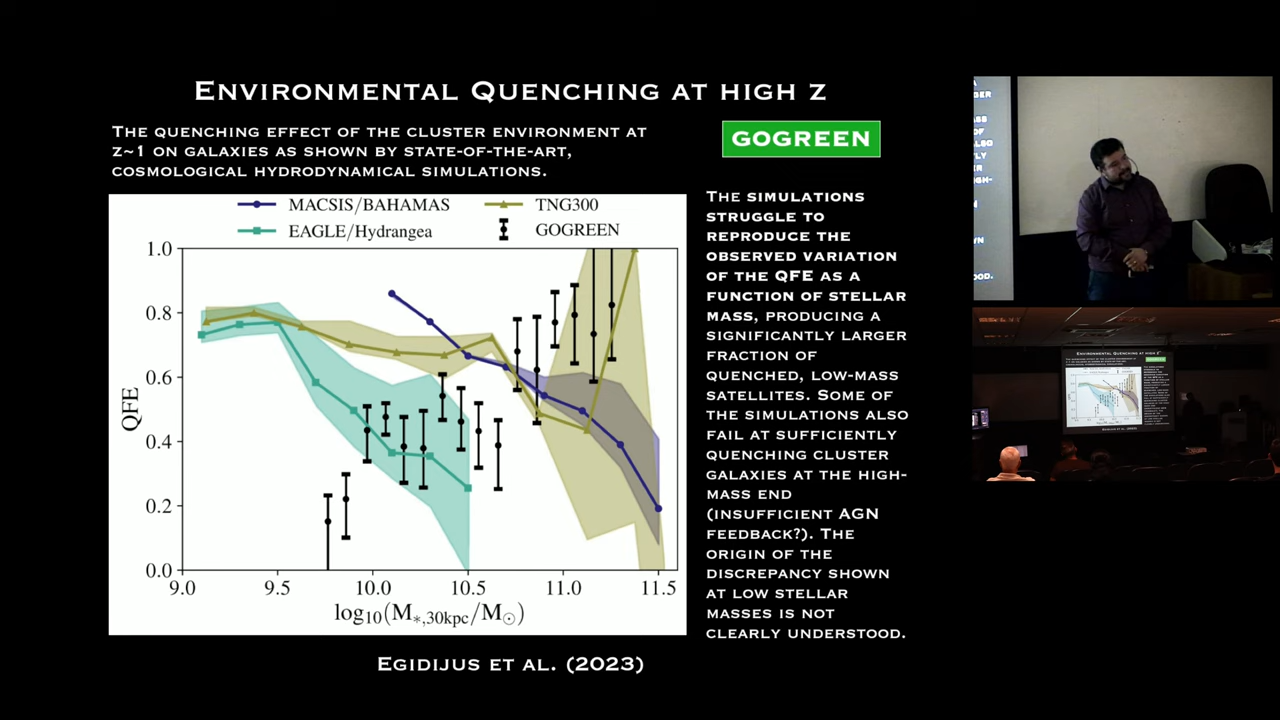 ENVIRONMENTAL QUENCHING AT HIGH Z
THE QUENCHING EFFECT OF THE CLUSTER ENVIRONMENT AT
Z~1 ON GALAXIES AS SHOWN BY STATE-OF-THE-ART,
COSMOLOGICAL HYDRODYNAMICAL SIMULATIONS.
GOGREEN
MACSIS/BAHAMAS
TNG300
EAGLE/Hydrangea
GOGREEN
1.0
0.8
0.6
0.4
0.2
0.0
QFE
9.0 9.5 10.0 10.5 11.0 11.5
log₁₀(M∗,30kpc/M⊙)
THE SIMULATIONS
STRUGGLE TO
REPRODUCE THE
OBSERVED VARIATION
OF THE QFE AS A
FUNCTION OF STELLAR
MASS, PRODUCING A
SIGNIFICANTLY LARGER
FRACTION OF
QUENCHED, LOW-MASS
SATELLITES. SOME OF
THE SIMULATIONS ALSO
FAIL AT SUFFICIENTLY
QUENCHING CLUSTER
GALAXIES AT THE HIGH-
MASS END
(INSUFFICIENT AGN
FEEDBACK?). THE
ORIGIN OF THE
DISCREPANCY SHOWN
AT LOW STELLAR
MASSES IS NOT
CLEARLY UNDERSTOOD.
EGIDIJUS ET AL. (2023)
ENVIRONMENTAL QUENCHING AT HIGH Z